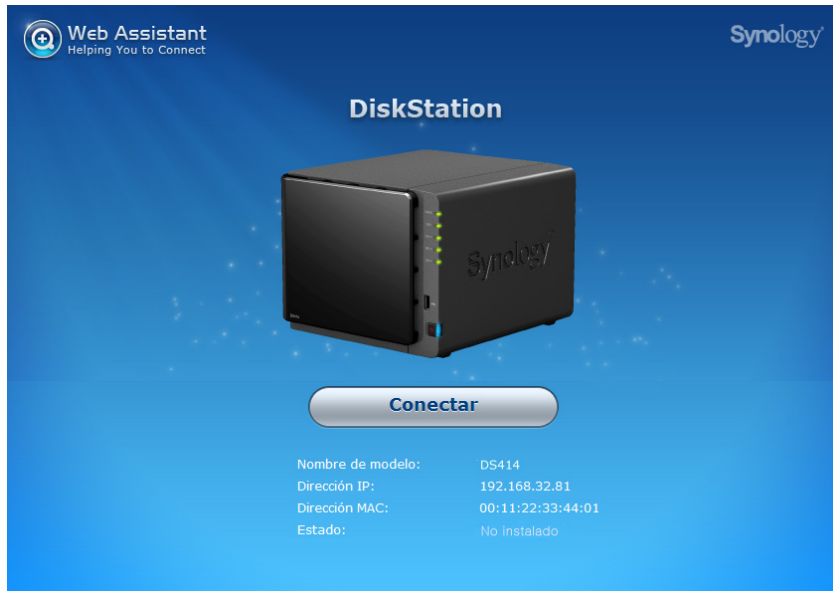 Web Assistant
Helping You to Connect
Synology
DiskStation
Synology
Conectar
Nombre de modelo: DS414
Dirección IP: 192.168.32.81
Dirección MAC: 00:11:22:33:44:01
Estado: No instalado